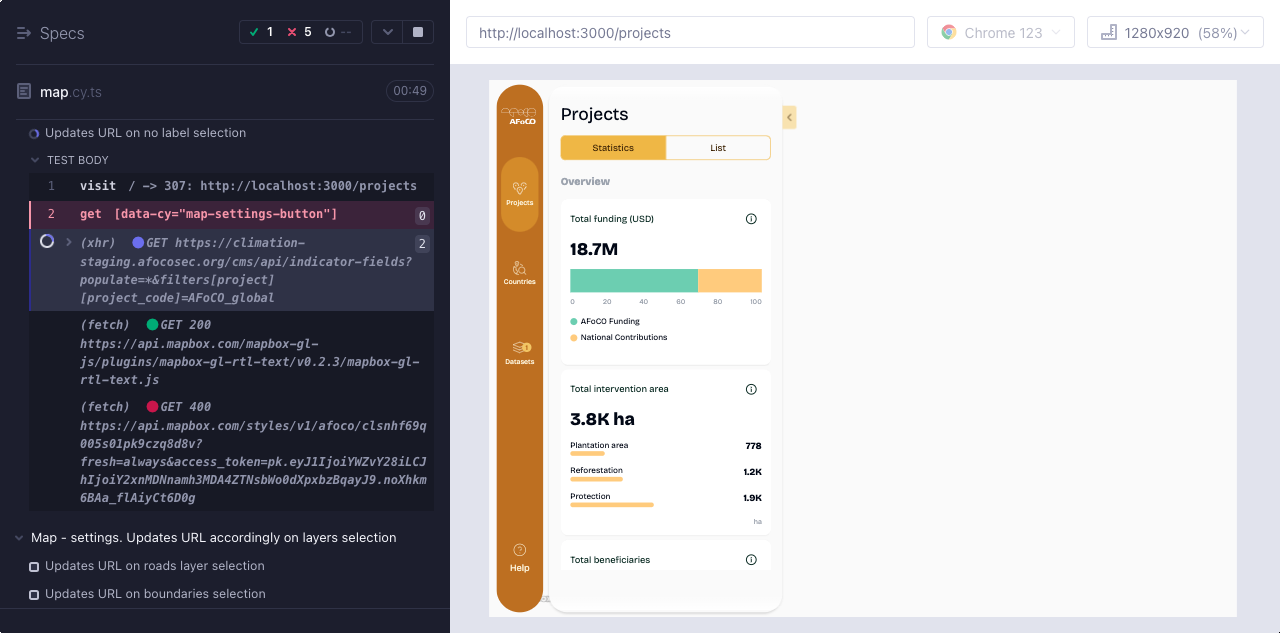 Specs
1
5
--
http://localhost:3000/projects
Chrome 123
1280x920 (58%)
map.cy.ts
00:49
Updates URL on no label selection
TEST BODY
1 visit / -> 307: http://localhost:3000/projects
2 get [data-cy="map-settings-button"] 0
(xhr) GET https://climation-
staging.afocosec.org/cms/api/indicator-fields?
populate=*&filters[project]
[project_code]=AFoCO_global
2
(fetch) GET 200
https://api.mapbox.com/mapbox-gl-
js/plugins/mapbox-gl-rtl-text/v0.2.3/mapbox-gl-
rtl-text.js
(fetch) GET 400
https://api.mapbox.com/styles/v1/afoco/clsnhf69q
005s01pk9czq8d8v?
fresh=always&access_token=pk.eyJ1IjoiYWZvY28iLCJ
hIjoiY2xnMDNnamh3MDA4ZTNsbWo0dXpxbzBqayJ9.noXhkm
6BAa_flAiyCt6D0g
Map - settings. Updates URL accordingly on layers selection
Updates URL on roads layer selection
Updates URL on boundaries selection
AFoCO
Projects
Countries
1
Datasets
Help
Projects
Statistics
List
Overview
Total funding (USD)
18.7M
0 20 40 60 80 100
AFoCO Funding
National Contributions
Total intervention area
3.8K ha
Plantation area 778
Reforestation 1.2K
Protection 1.9K
ha
Total beneficiaries